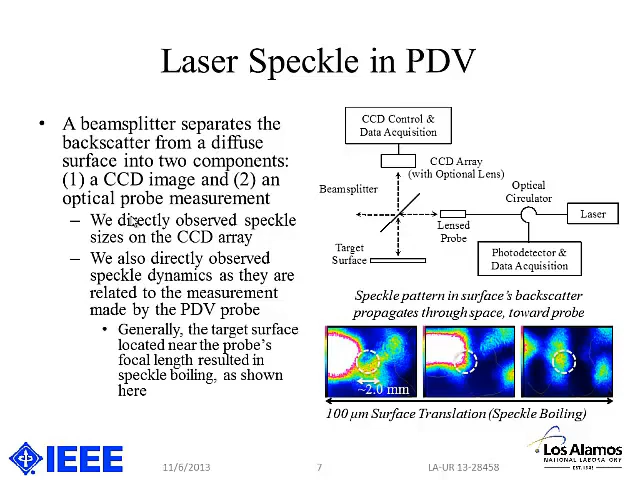 Laser Speckle in PDV
• A beamsplitter separates the
backscatter from a diffuse
surface into two components:
(1) a CCD image and (2) an
optical probe measurement
– We directly observed speckle
sizes on the CCD array
– We also directly observed
speckle dynamics as they are
related to the measurement
made by the PDV probe
• Generally, the target surface
located near the probe's
focal length resulted in
speckle boiling, as shown
here
CCD Control &
Data Acquisition
CCD Array
(with Optional Lens)
Beamsplitter
Optical
Circulator
Laser
Lensed
Probe
Target
Surface
Photodetector &
Data Acquisition
Speckle pattern in surface's backscatter
propagates through space, toward probe
~2.0 mm
100 μm Surface Translation (Speckle Boiling)
IEEE
11/6/2013
7
LA-UR 13-28458
Los Alamos
NATIONAL LABORATORY
EST. 1943